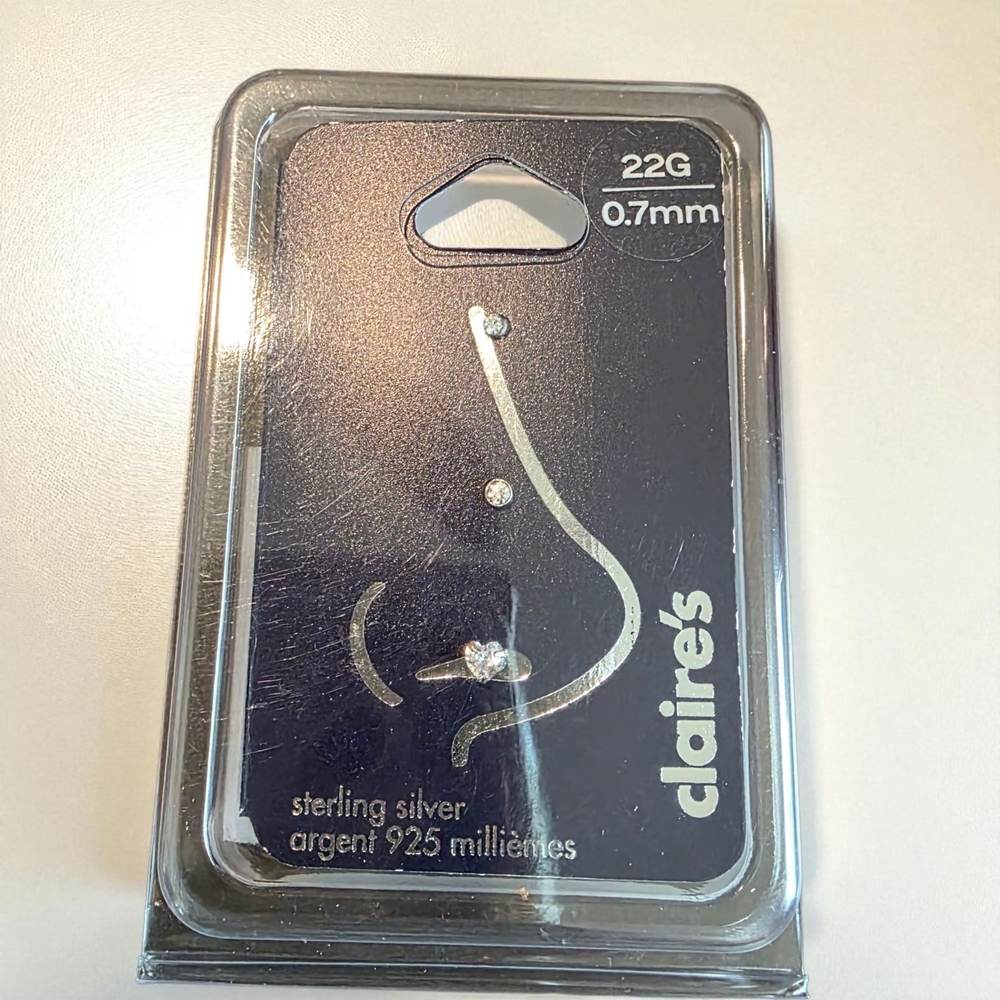 22G
0.7mm
claire's
sterling silver
argent 925 millièmes